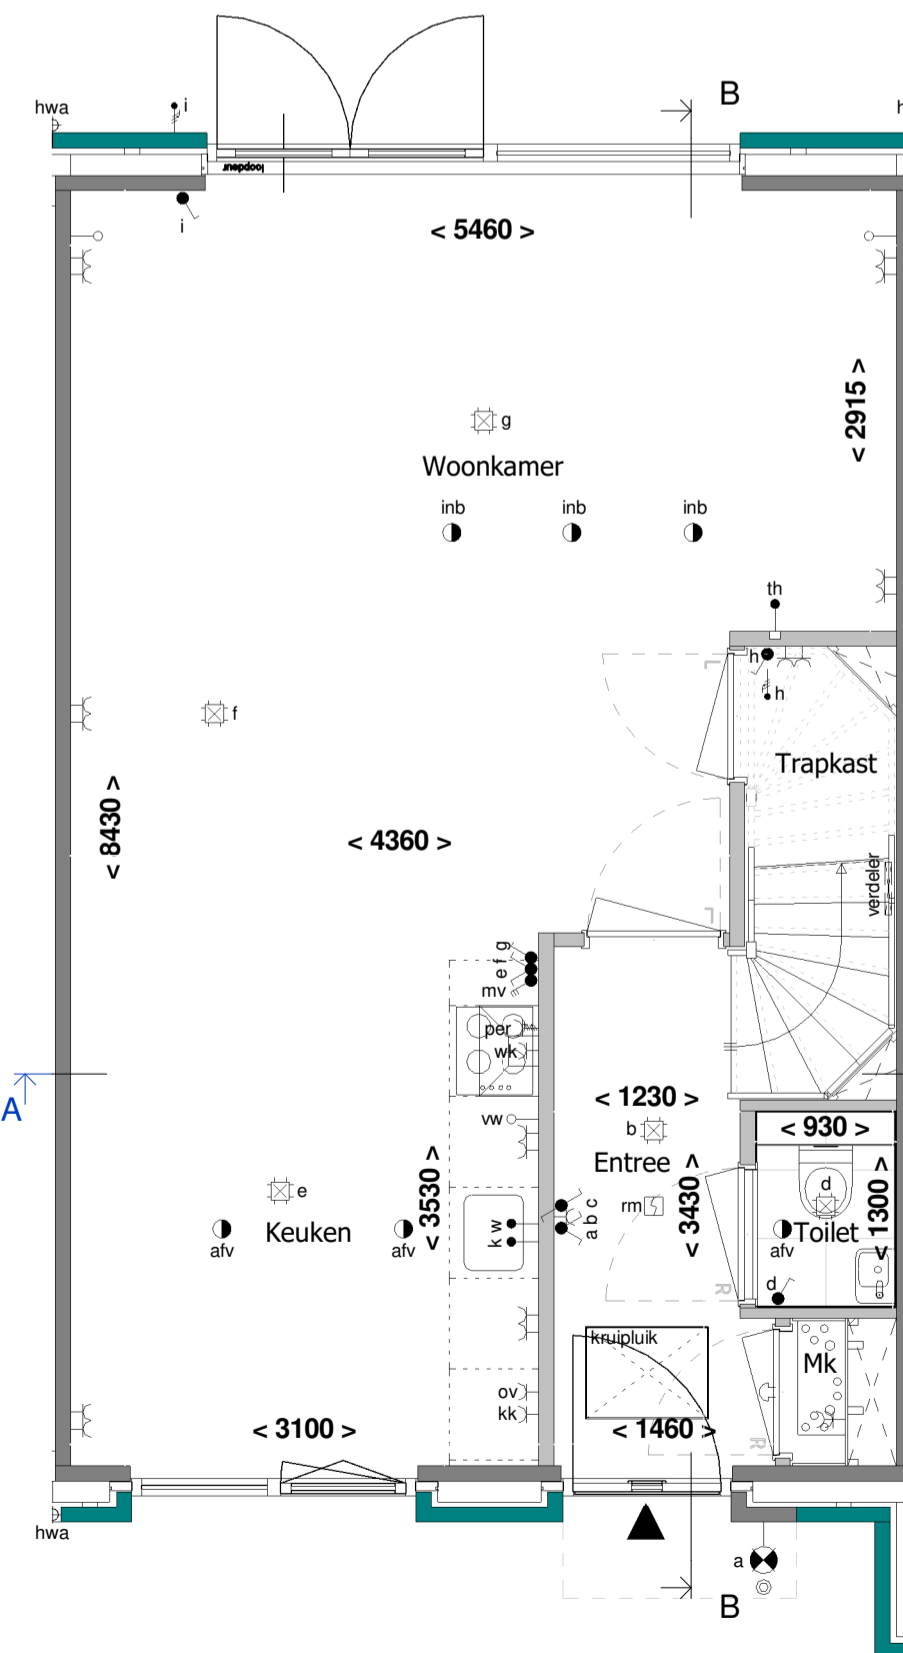 B
hwa
i
h
loopdeur
i
< 5460 >
< 2915 >
g
Woonkamer
inb
inb
inb
th
h
h
L
f
Trapkast
< 8430 >
< 4360 >
verdeler
L
e f g
mv
per
wk
A
< 1230 >
vw
< 930 >
b
Entree
< 3530 >
< 3430 >
< 1300 >
d
e
rm
Keuken
k w
a b c
Toilet
afv
afv
afv
d
R
kruipluik
Mk
ov
kk
< 3100 >
< 1460 >
R
hwa
a
B